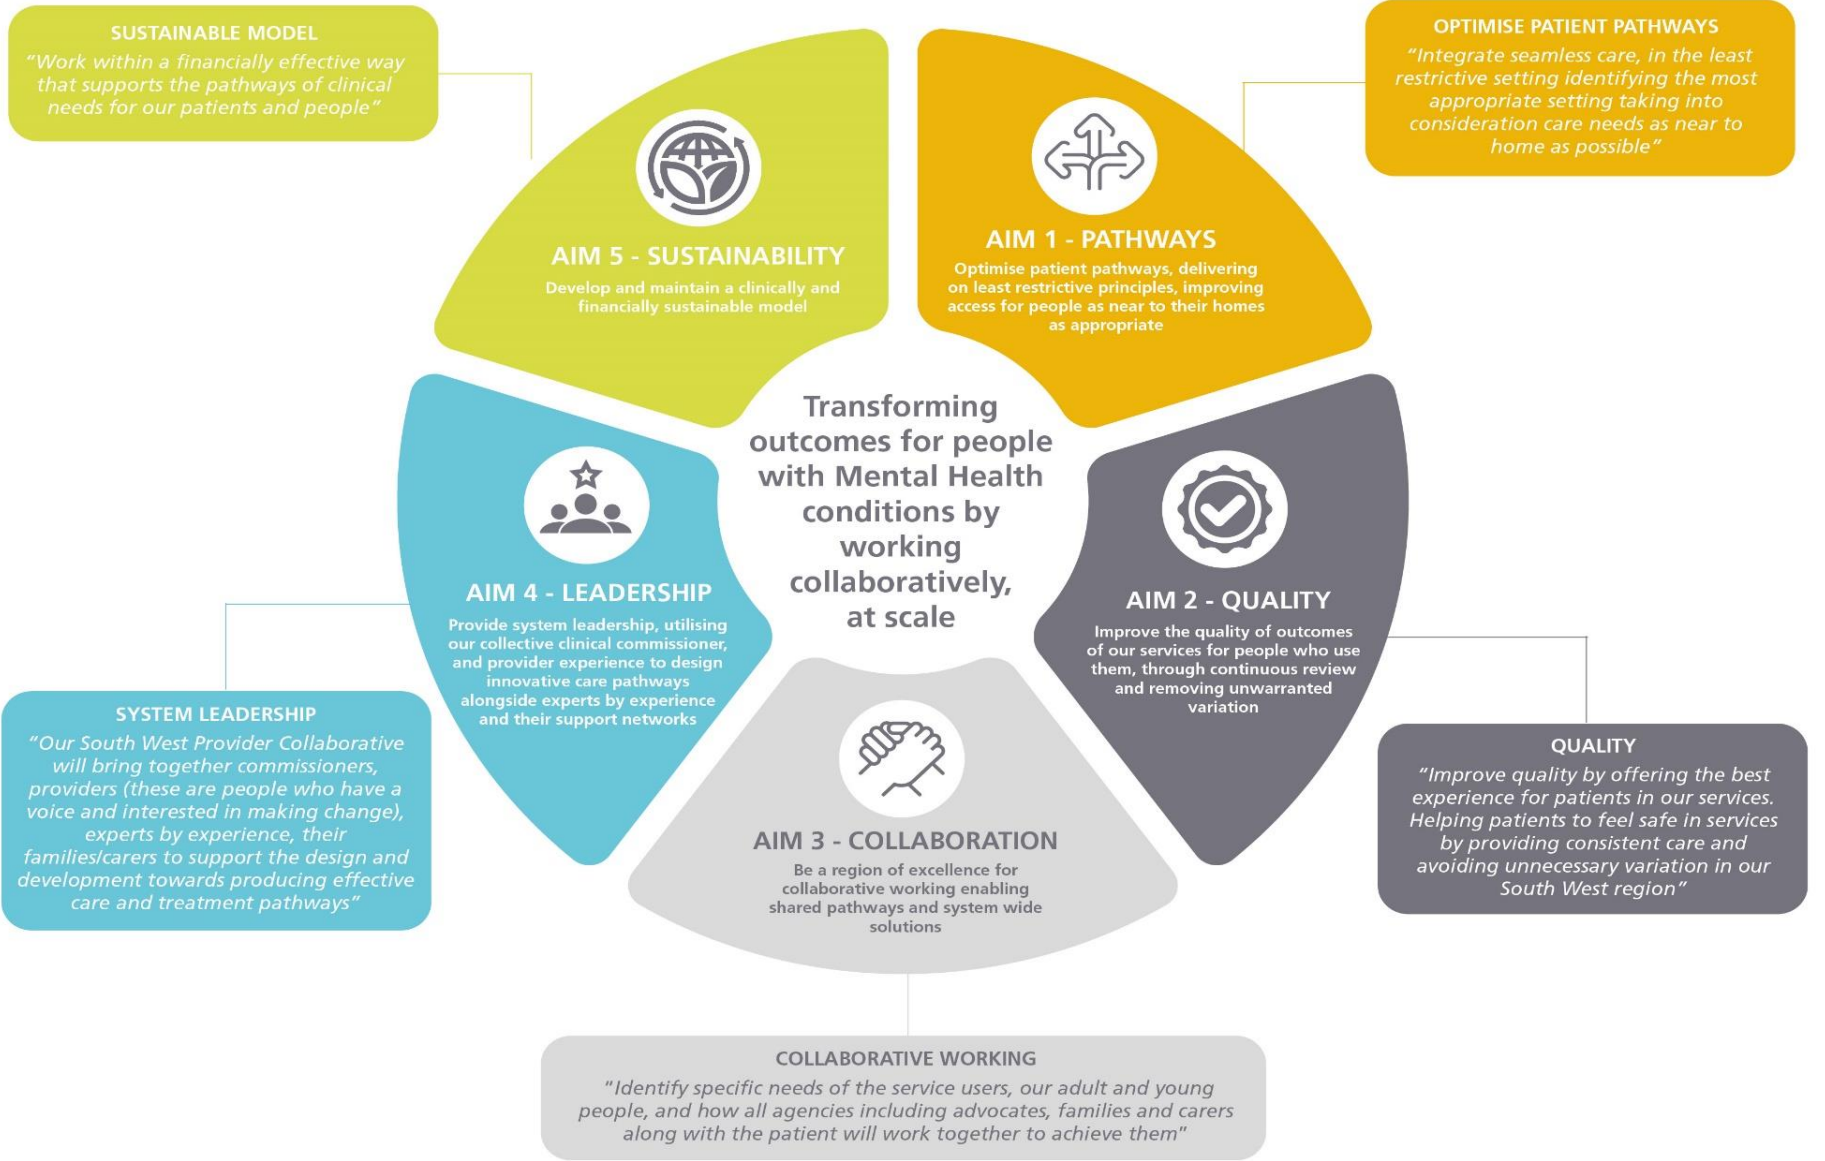 SUSTAINABLE MODEL
“Work within a financially effective way
that supports the pathways of clinical
needs for our patients and people”
OPTIMISE PATIENT PATHWAYS
“Integrate seamless care, in the least
restrictive setting identifying the most
appropriate setting taking into
consideration care needs as near to
home as possible”
AIM 5 - SUSTAINABILITY
Develop and maintain a clinically and
financially sustainable model
AIM 1 - PATHWAYS
Optimise patient pathways, delivering
on least restrictive principles, improving
access for people as near to their homes
as appropriate
Transforming
outcomes for people
with Mental Health
conditions by
working
collaboratively,
at scale
AIM 4 - LEADERSHIP
Provide system leadership, utilising
our collective clinical commissioner,
and provider experience to design
innovative care pathways
alongside experts by experience
and their support networks
AIM 2 - QUALITY
Improve the quality of outcomes
of our services for people who use
them, through continuous review
and removing unwarranted
variation
SYSTEM LEADERSHIP
“Our South West Provider Collaborative
will bring together commissioners,
providers (these are people who have a
voice and interested in making change),
experts by experience, their
families/carers to support the design and
development towards producing effective
care and treatment pathways”
QUALITY
“Improve quality by offering the best
experience for patients in our services.
Helping patients to feel safe in services
by providing consistent care and
avoiding unnecessary variation in our
South West region”
AIM 3 - COLLABORATION
Be a region of excellence for
collaborative working enabling
shared pathways and system wide
solutions
COLLABORATIVE WORKING
“Identify specific needs of the service users, our adult and young
people, and how all agencies including advocates, families and carers
along with the patient will work together to achieve them”